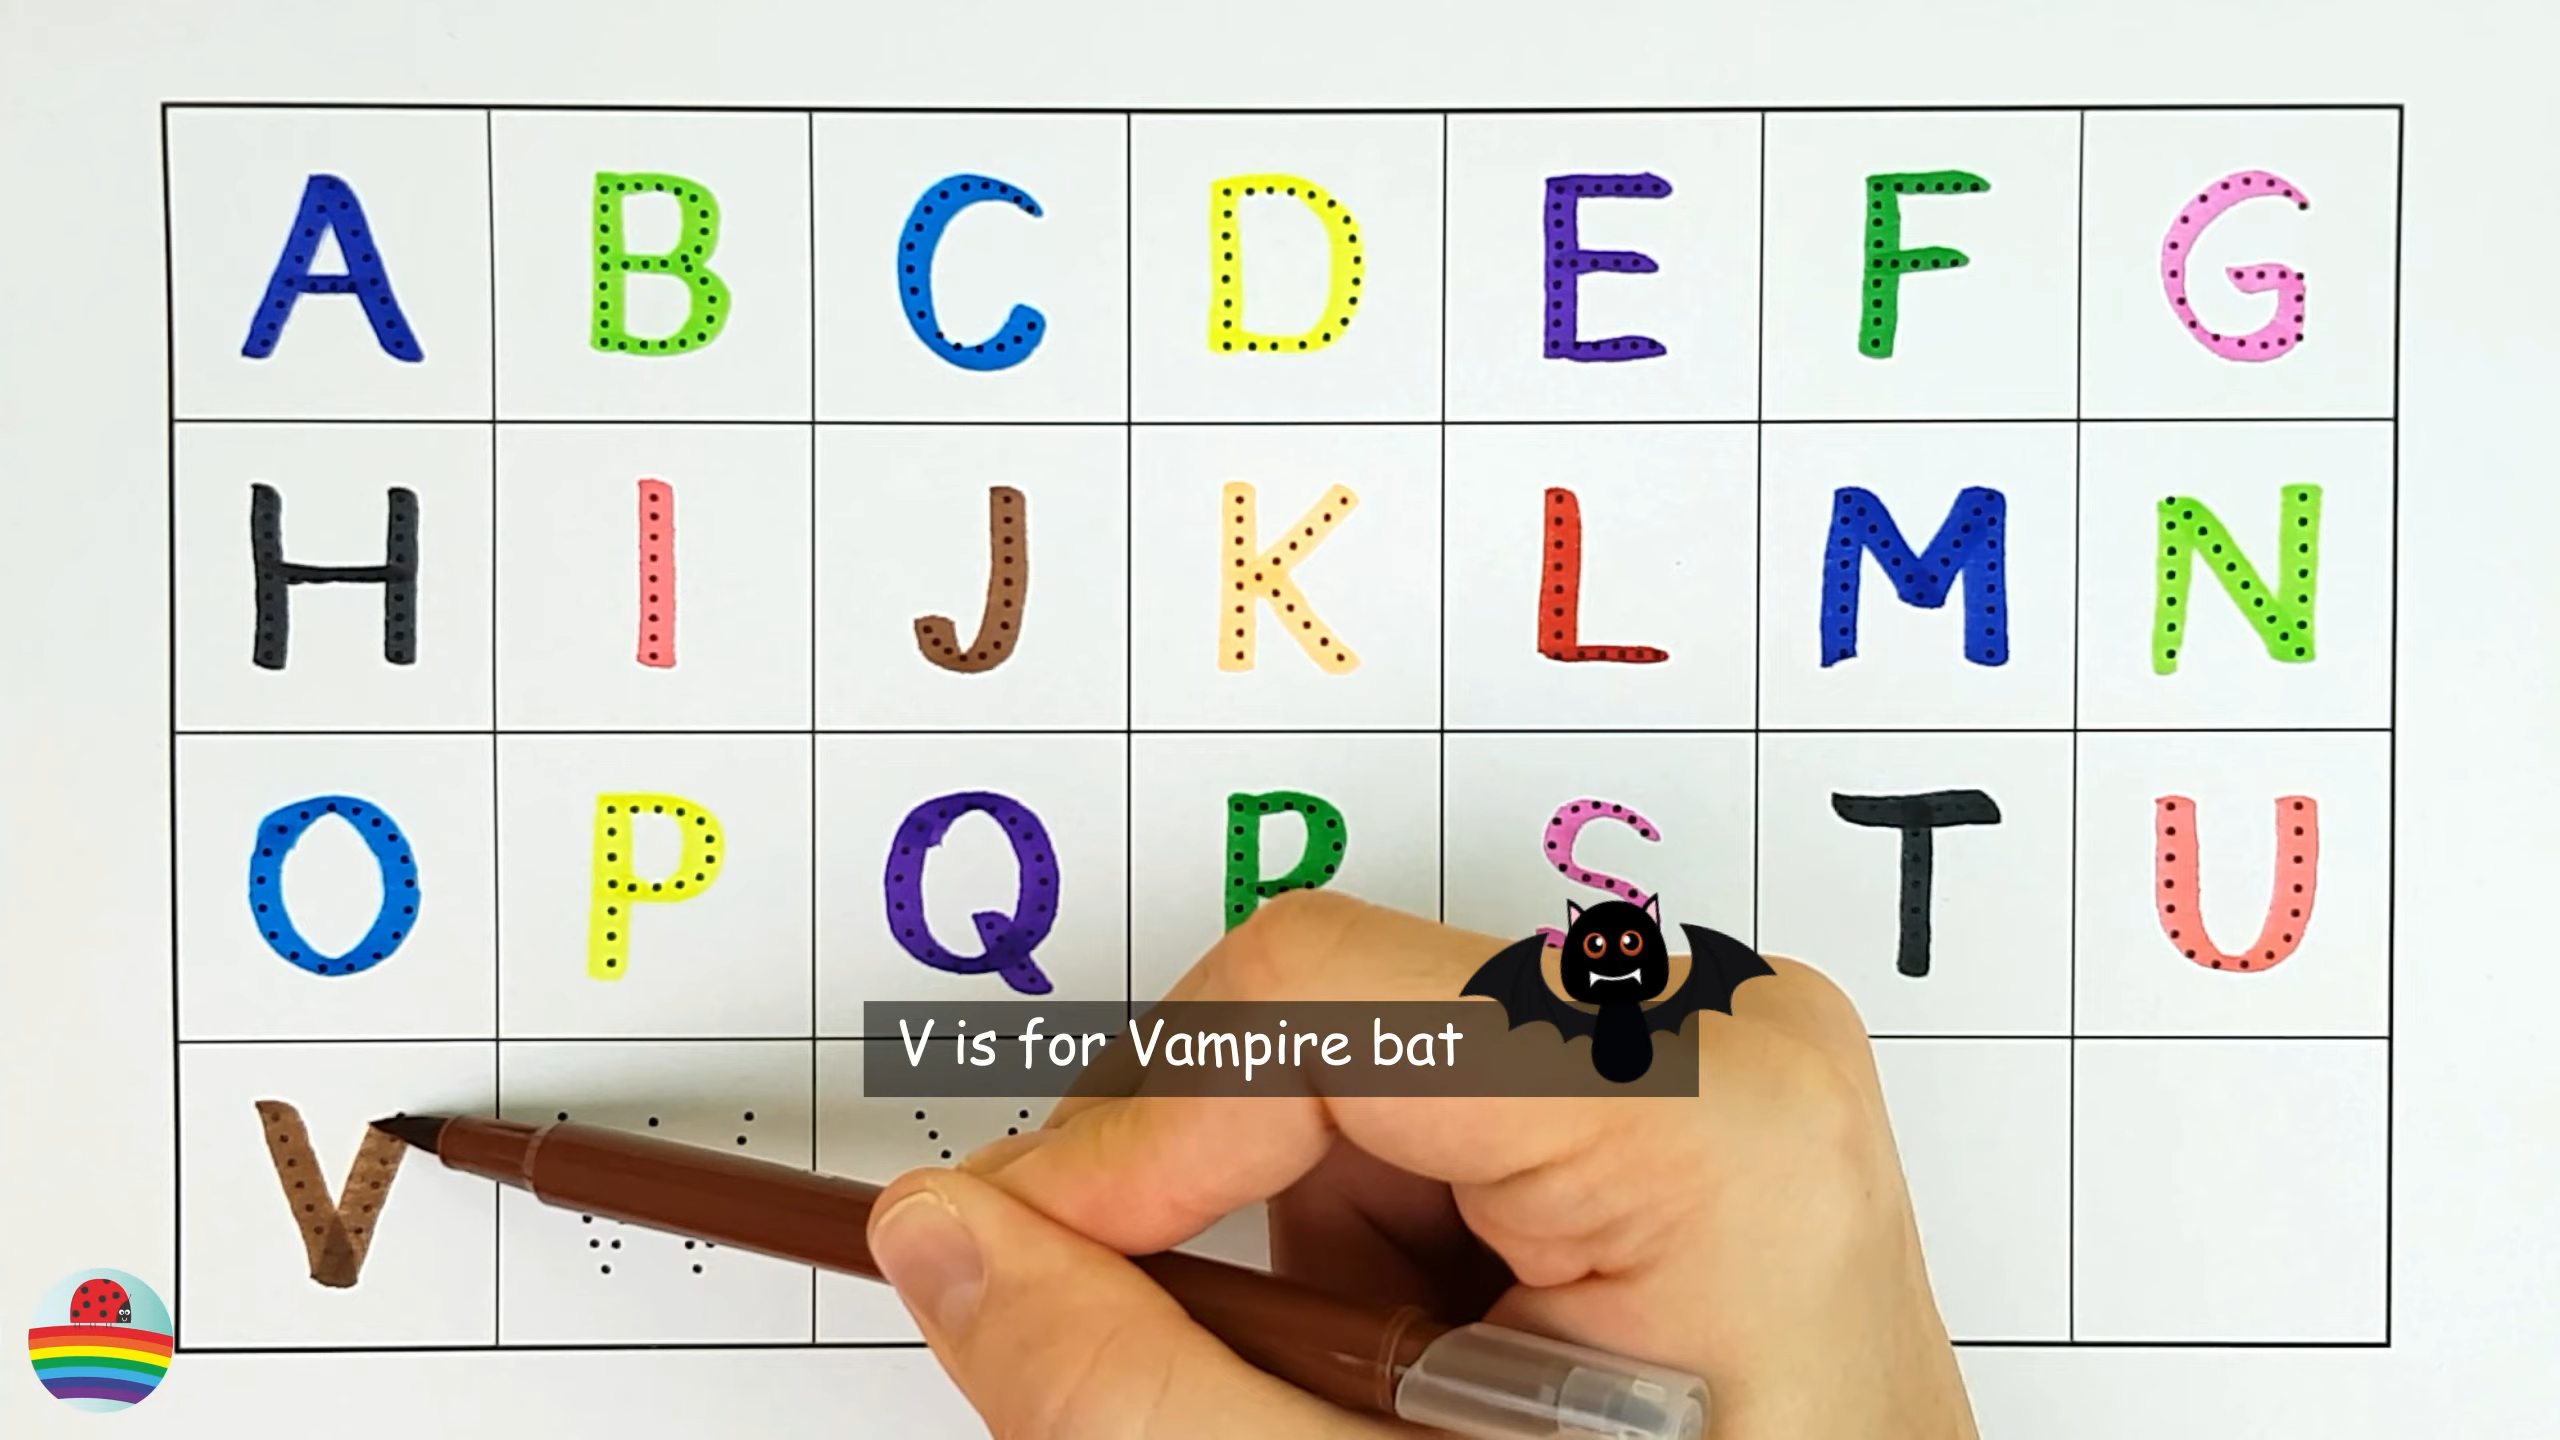 A B C D E F G
H I J K L M N
O P Q R S T U
V is for Vampire bat
V